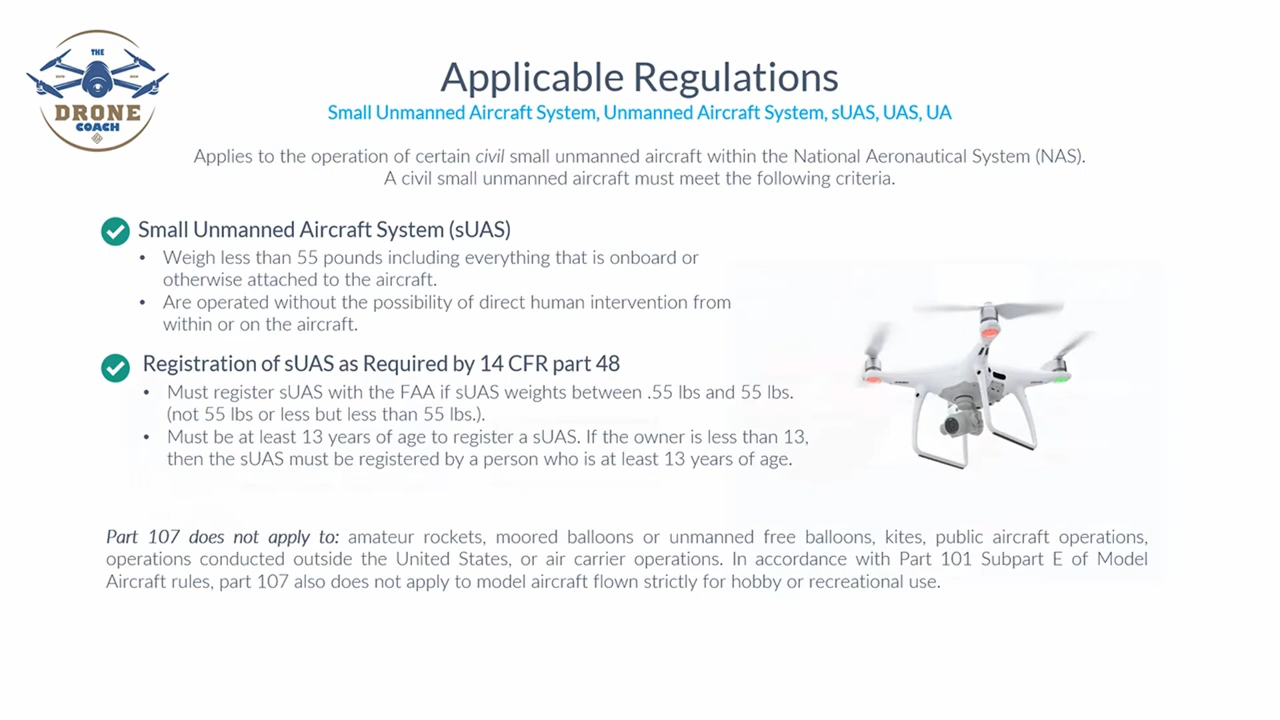 THE
DRONE
COACH
Applicable Regulations
Small Unmanned Aircraft System, Unmanned Aircraft System, sUAS, UAS, UA
Applies to the operation of certain civil small unmanned aircraft within the National Aeronautical System (NAS).
A civil small unmanned aircraft must meet the following criteria.
Small Unmanned Aircraft System (sUAS)
• Weigh less than 55 pounds including everything that is onboard or
otherwise attached to the aircraft.
• Are operated without the possibility of direct human intervention from
within or on the aircraft.
Registration of sUAS as Required by 14 CFR part 48
• Must register sUAS with the FAA if sUAS weights between .55 lbs and 55 lbs.
(not 55 lbs or less but less than 55 lbs.).
• Must be at least 13 years of age to register a sUAS. If the owner is less than 13,
then the sUAS must be registered by a person who is at least 13 years of age.
Part 107 does not apply to: amateur rockets, moored balloons or unmanned free balloons, kites, public aircraft operations,
operations conducted outside the United States, or air carrier operations. In accordance with Part 101 Subpart E of Model
Aircraft rules, part 107 also does not apply to model aircraft flown strictly for hobby or recreational use.